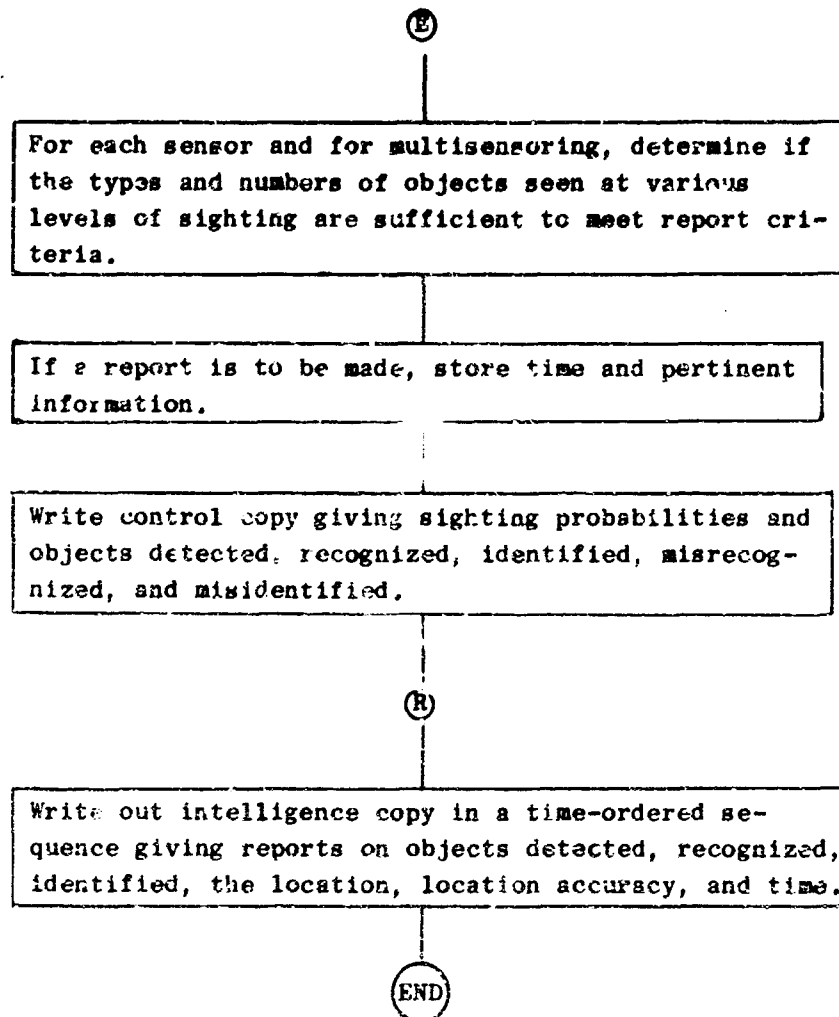 E
For each sensor and for multisensoring, determine if
the types and numbers of objects seen at various
levels of sighting are sufficient to meet report cri-
teria.
If a report is to be made, store time and pertinent
information.
Write control copy giving sighting probabilities and
objects detected, recognized, identified, misrecog-
nized, and misidentified.
R
Write out intelligence copy in a time-ordered se-
quence giving reports on objects detected, recognized,
identified, the location, location accuracy, and time.
END